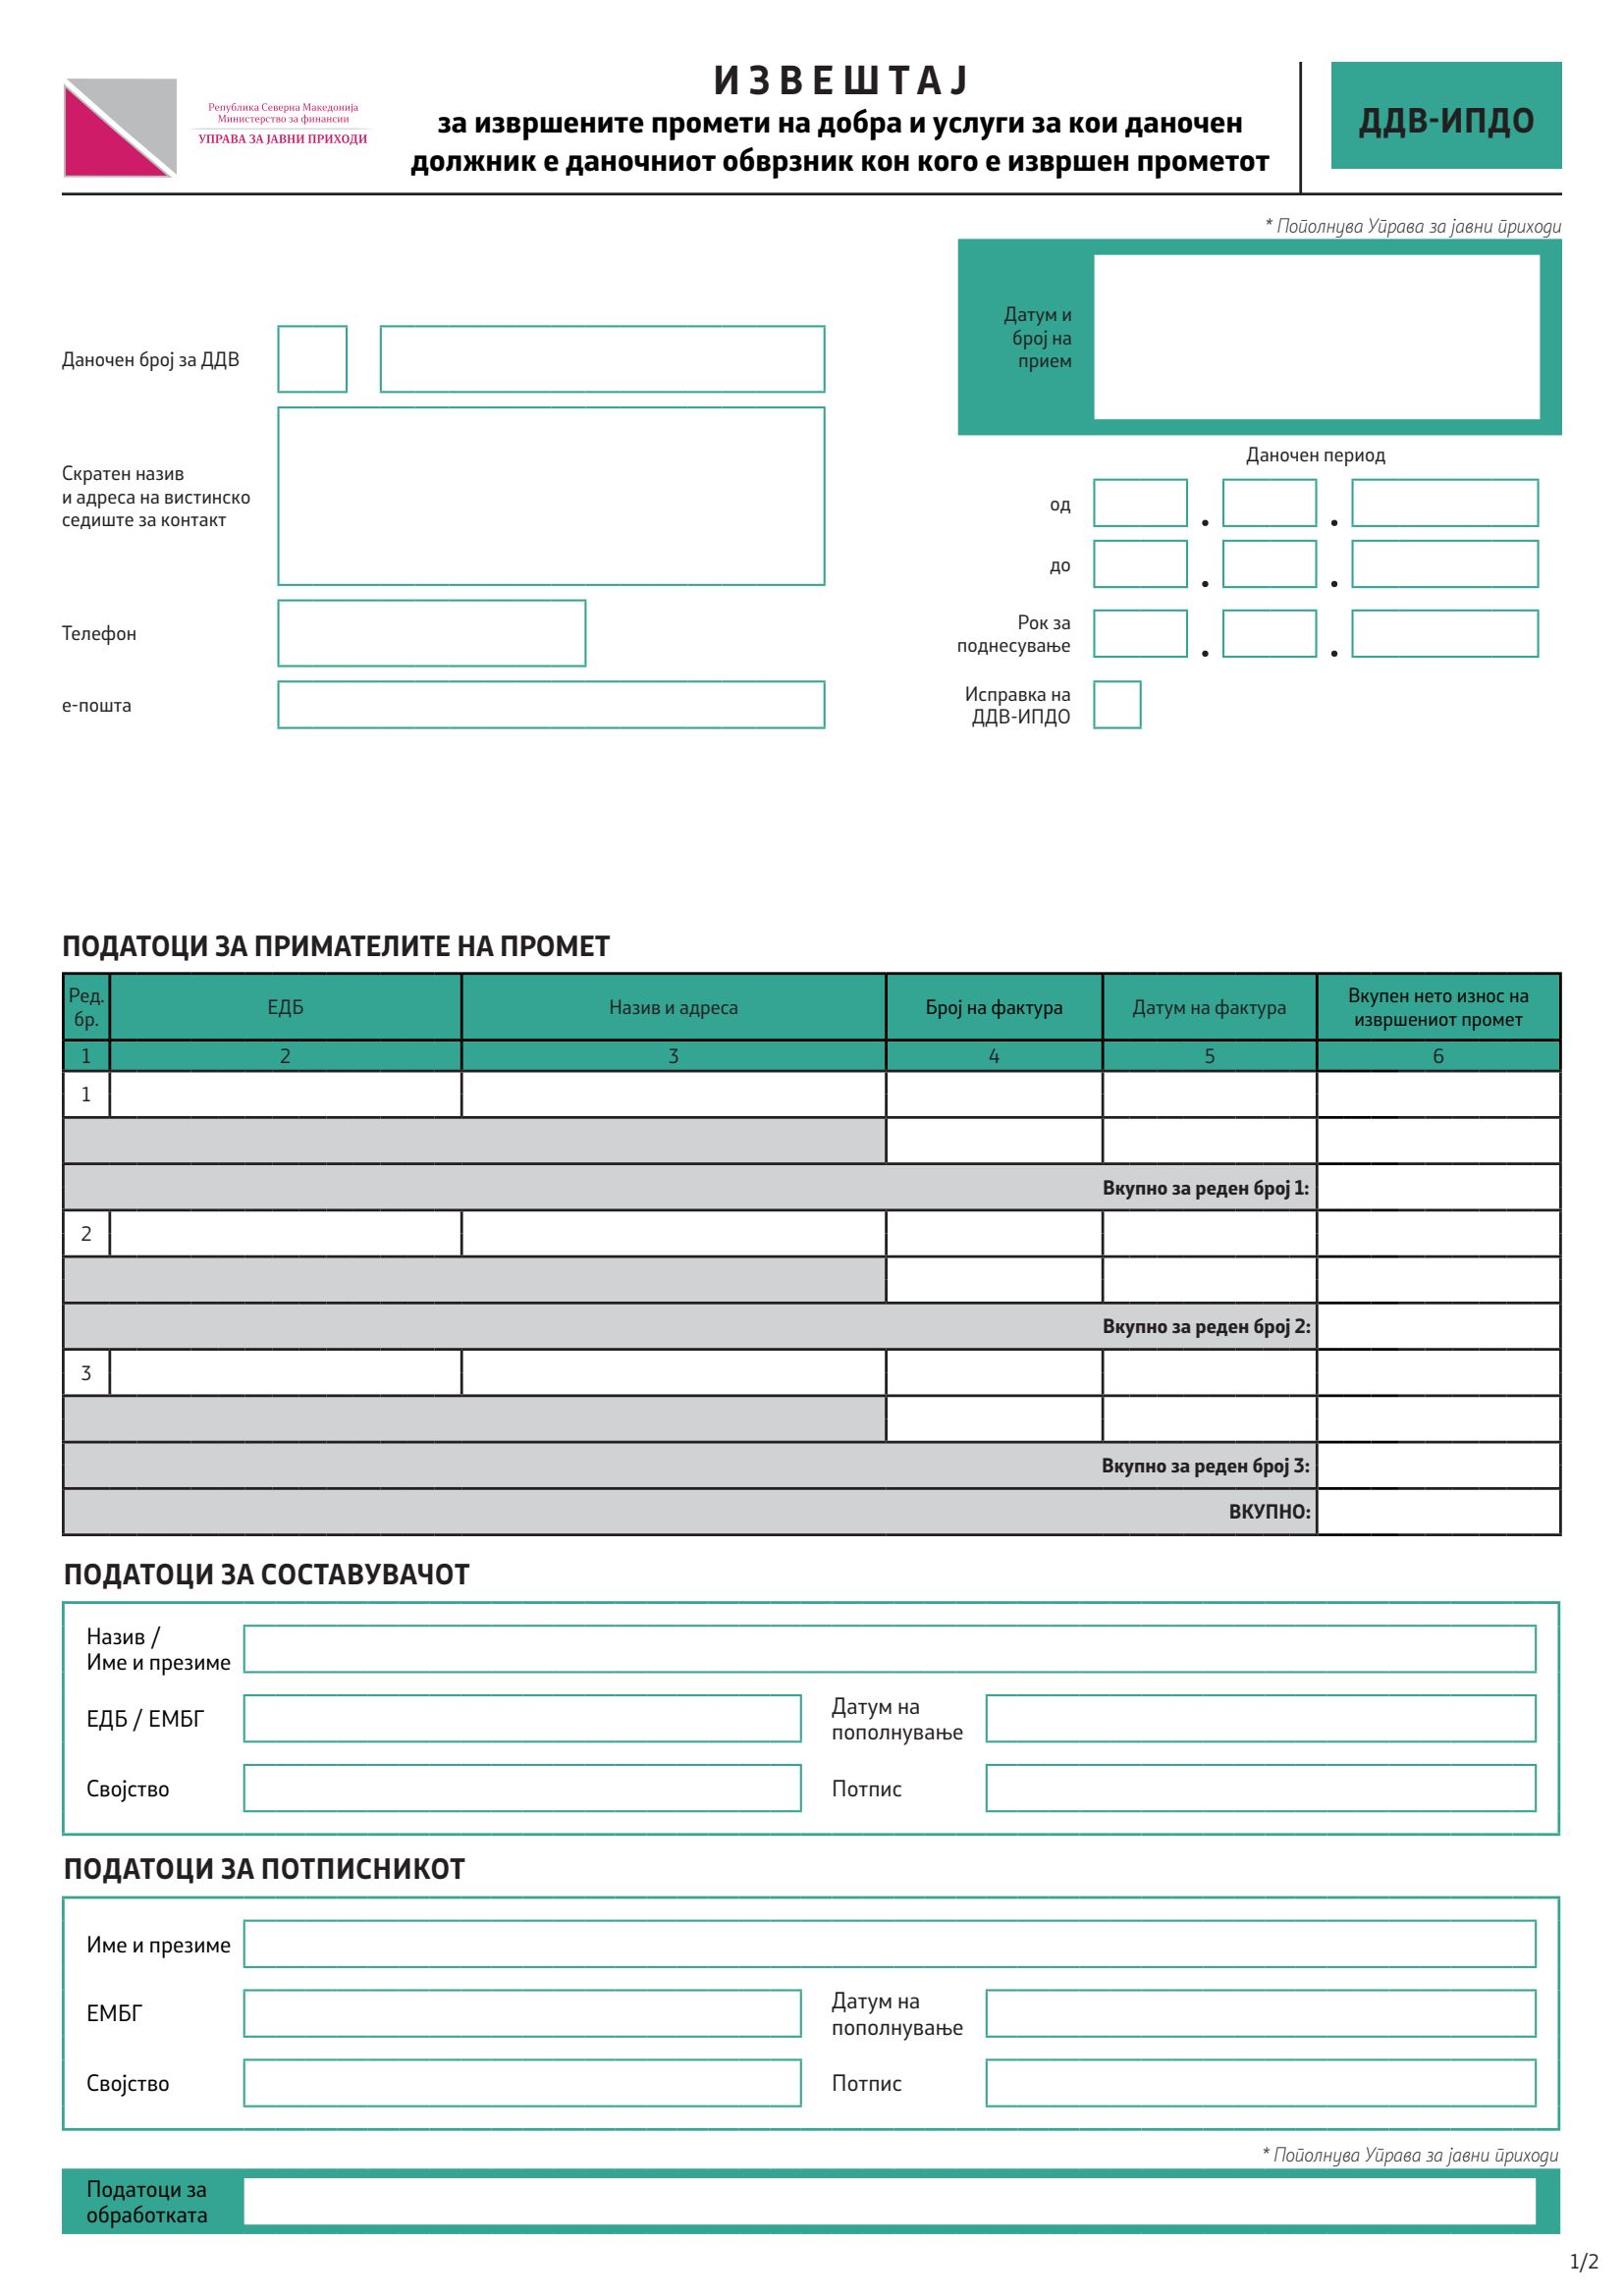 Република Северна Македонија
Министерство за финансии
УПРАВА ЗА ЈАВНИ ПРИХОДИ
ИЗВЕШТАЈ
за извршените промети на добра и услуги за кои даночен
должник е даночниот обврзник кон кого е извршен прометот
ДДВ-ИПДО
* Пополнува Управа за јавни приходи
Датум и
број на
прием
Даночен број за ДДВ
Скратен назив
и адреса на вистинско
седиште за контакт
Телефон
е-пошта
Даночен период
од . .
до . .
Рок за
поднесување . .
Исправка на
ДДВ-ИПДО
ПОДАТОЦИ ЗА ПРИМАТЕЛИТЕ НА ПРОМЕТ
Ред.
бр.
ЕДБ
Назив и адреса
Број на фактура
Датум на фактура
Вкупен нето износ на
извршениот промет
1 2 3 4 5 6
1
Вкупно за реден број 1:
2
Вкупно за реден број 2:
3
Вкупно за реден број 3:
ВКУПНО:
ПОДАТОЦИ ЗА СОСТАВУВАЧОТ
Назив /
Име и презиме
ЕДБ / ЕМБГ
Датум на
пополнување
Својство
Потпис
ПОДАТОЦИ ЗА ПОТПИСНИКОТ
Име и презиме
ЕМБГ
Датум на
пополнување
Својство
Потпис
* Пополнува Управа за јавни приходи
Податоци за
обработката
1/2